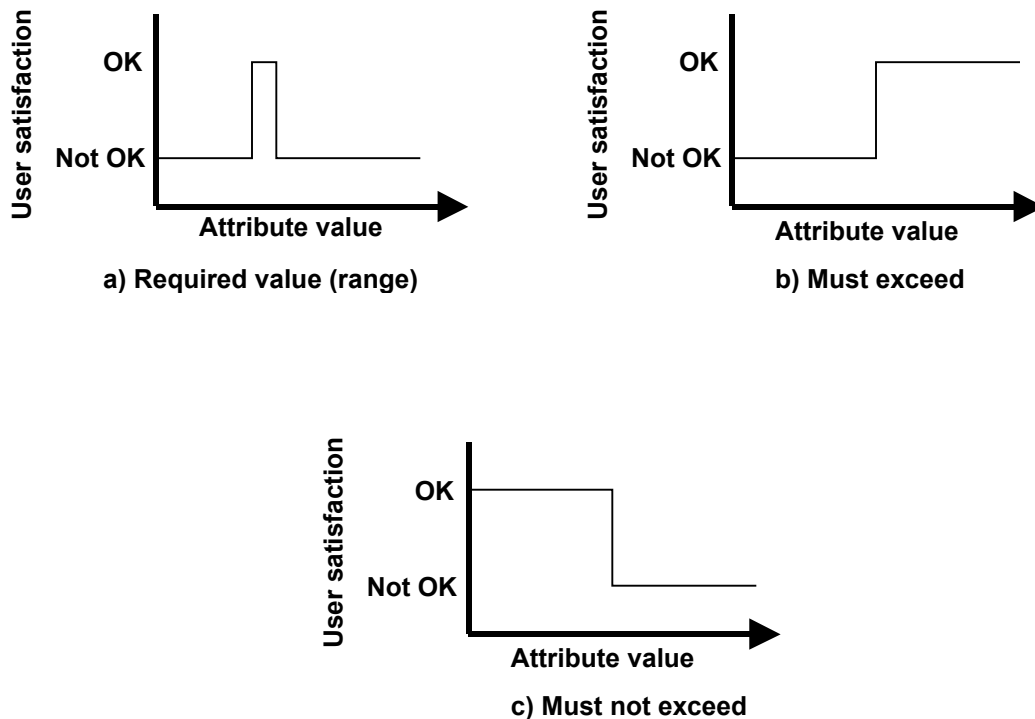 User satisfaction
OK
Not OK
Attribute value
a) Required value (range)
User satisfaction
OK
Not OK
Attribute value
b) Must exceed
User satisfaction
OK
Not OK
Attribute value
c) Must not exceed